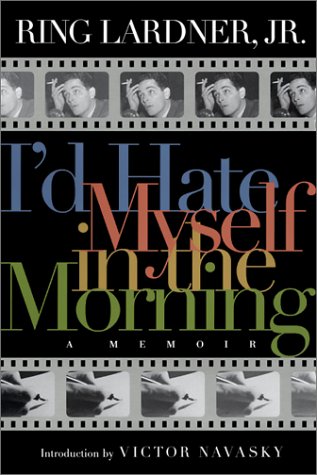 RING LARDNER, JR.
I'd Hate
Myself
in the
Morning
A MEMOIR
Introduction by VICTOR NAVASKY